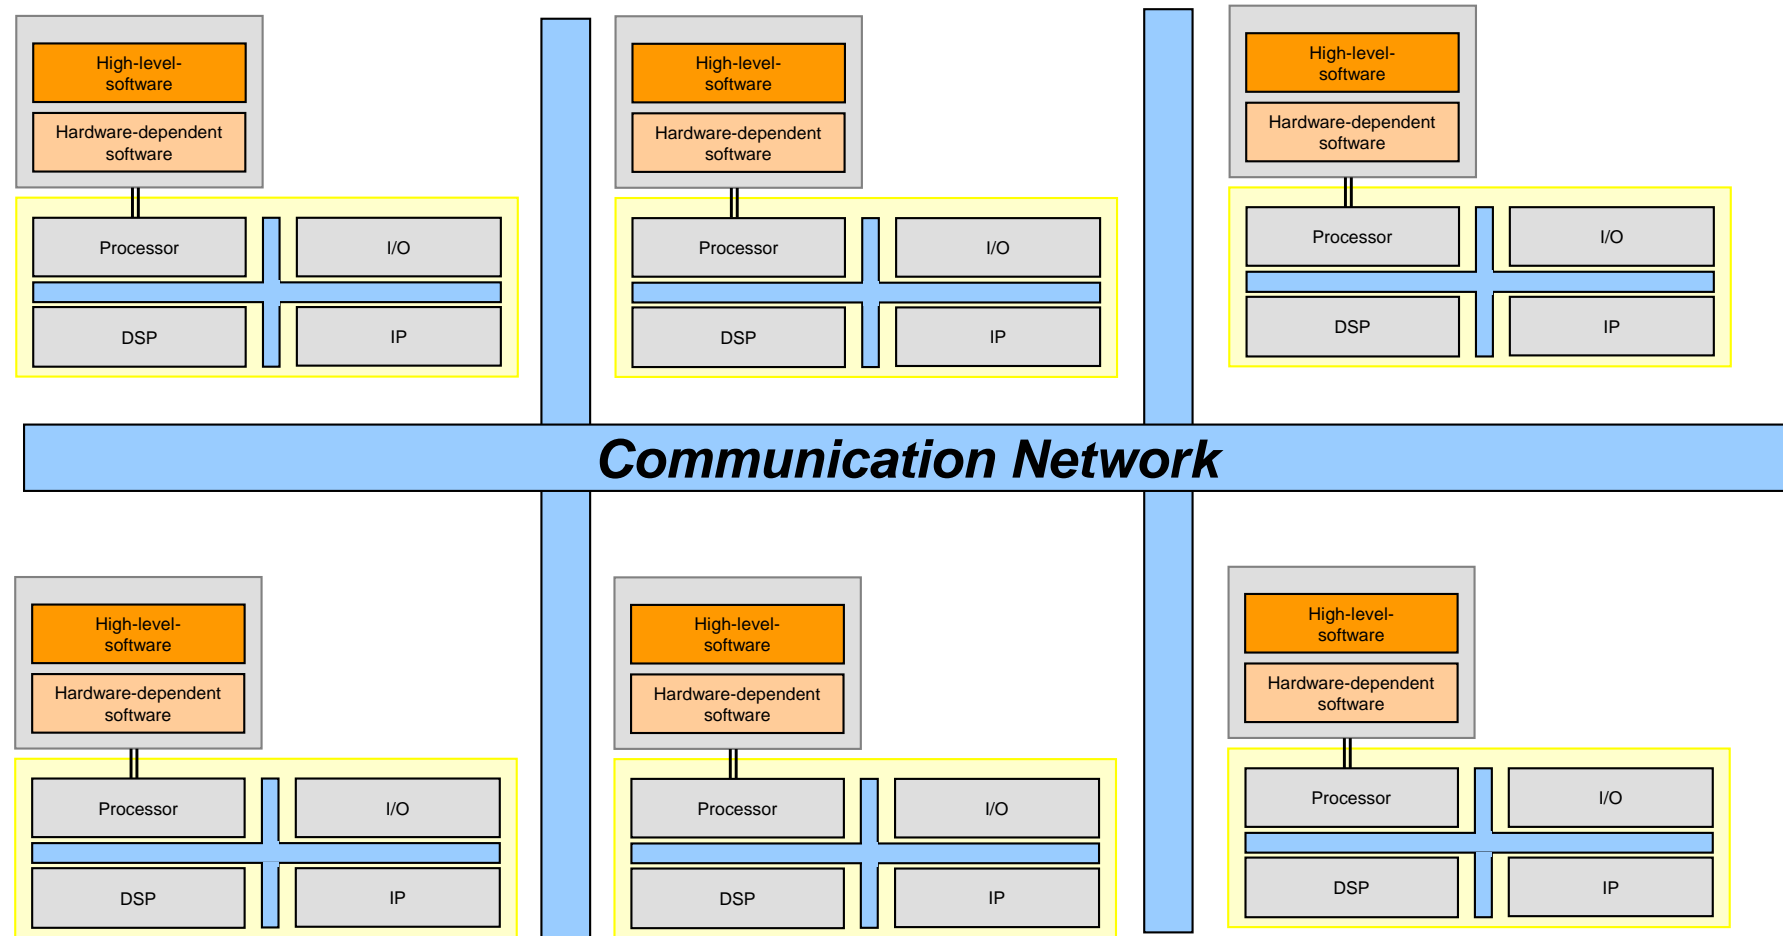 High-level-
software
Hardware-dependent
software
Processor
I/O
DSP
IP
High-level-
software
Hardware-dependent
software
Processor
I/O
DSP
IP
High-level-
software
Hardware-dependent
software
Processor
I/O
DSP
IP
Communication Network
High-level-
software
Hardware-dependent
software
Processor
I/O
DSP
IP
High-level-
software
Hardware-dependent
software
Processor
I/O
DSP
IP
High-level-
software
Hardware-dependent
software
Processor
I/O
DSP
IP